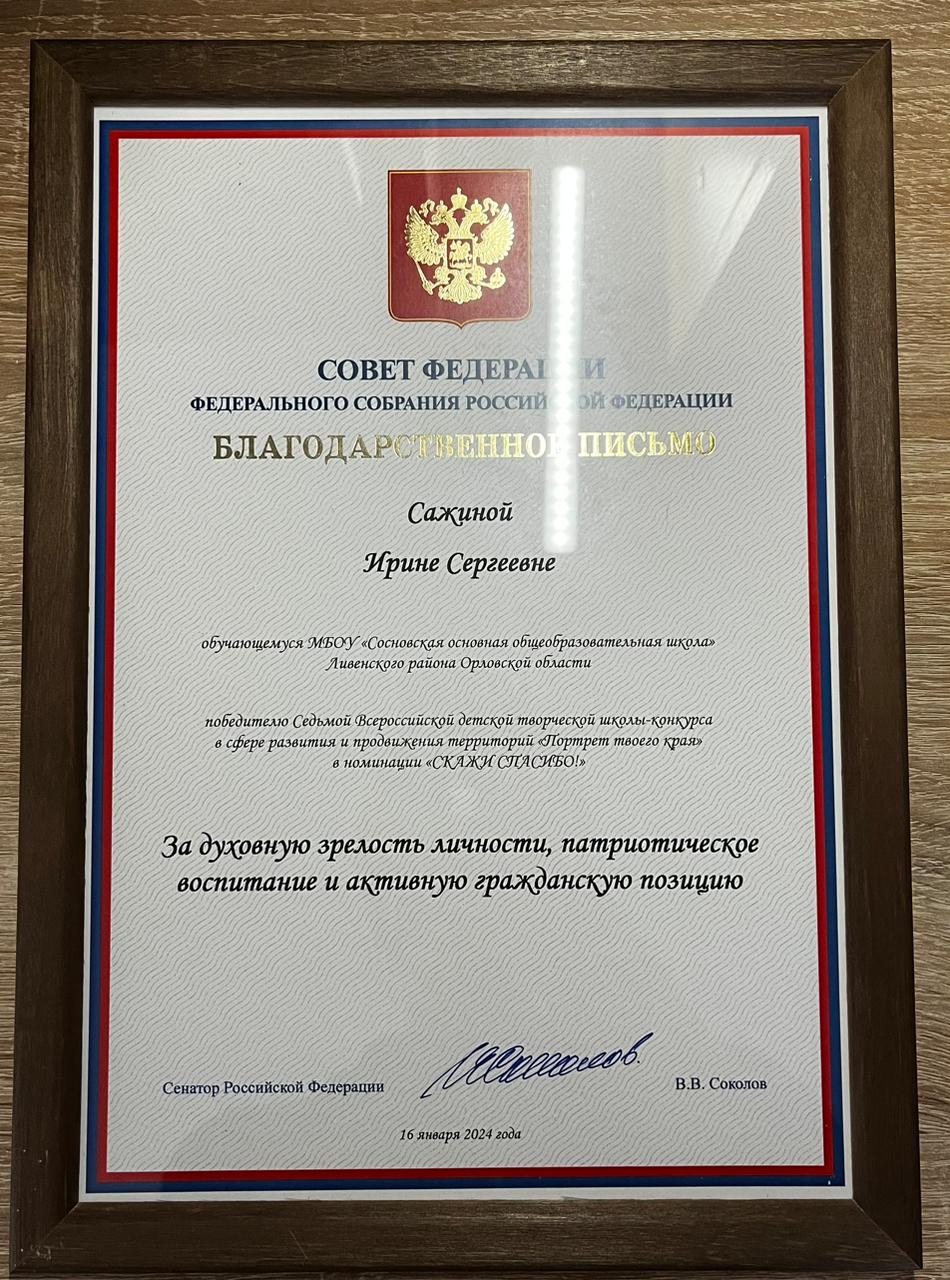 СОВЕТ ФЕДЕРАЦИИ
ФЕДЕРАЛЬНОГО СОБРАНИЯ РОССИЙСКОЙ ФЕДЕРАЦИИ
БЛАГОДАРСТВЕННОЕ ПИСЬМО
Сажиной
Ирине Сергеевне
обучающемуся МБОУ «Сосновская основная общеобразовательная школа»
Ливенского района Орловской области
победителю Седьмой Всероссийской детской творческой школы-конкурса
в сфере развития и продвижения территорий «Портрет твоего края»
в номинации «СКАЖИ СПАСИБО!»
За духовную зрелость личности, патриотическое
воспитание и активную гражданскую позицию
Сенатор Российской Федерации
В.В. Соколов
16 января 2024 года